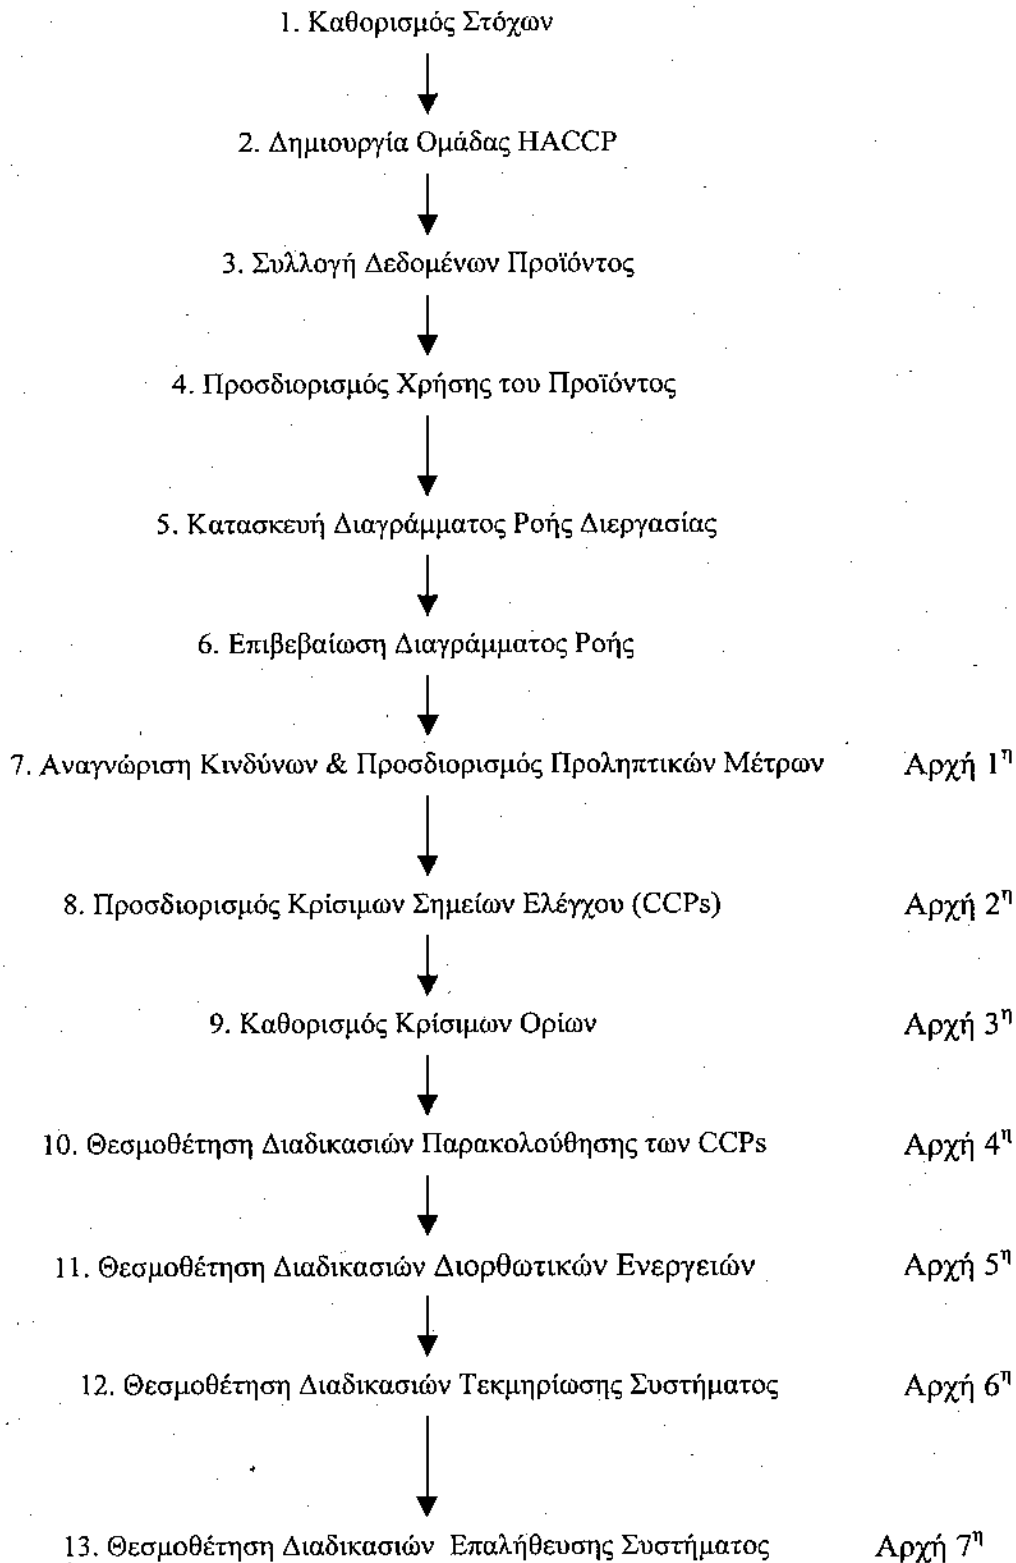 1. Καθορισμός Στόχων
2. Δημιουργία Ομάδας HACCP
3. Συλλογή Δεδομένων Προϊόντος
4. Προσδιορισμός Χρήσης του Προϊόντος
5. Κατασκευή Διαγράμματος Ροής Διεργασίας
6. Επιβεβαίωση Διαγράμματος Ροής
7. Αναγνώριση Κινδύνων & Προσδιορισμός Προληπτικών Μέτρων Αρχή 1η
8. Προσδιορισμός Κρίσιμων Σημείων Ελέγχου (CCPs) Αρχή 2η
9. Καθορισμός Κρίσιμων Ορίων Αρχή 3η
10. Θεσμοθέτηση Διαδικασιών Παρακολούθησης των CCPs Αρχή 4η
11. Θεσμοθέτηση Διαδικασιών Διορθωτικών Ενεργειών Αρχή 5η
12. Θεσμοθέτηση Διαδικασιών Τεκμηρίωσης Συστήματος Αρχή 6η
13. Θεσμοθέτηση Διαδικασιών Επαλήθευσης Συστήματος Αρχή 7η